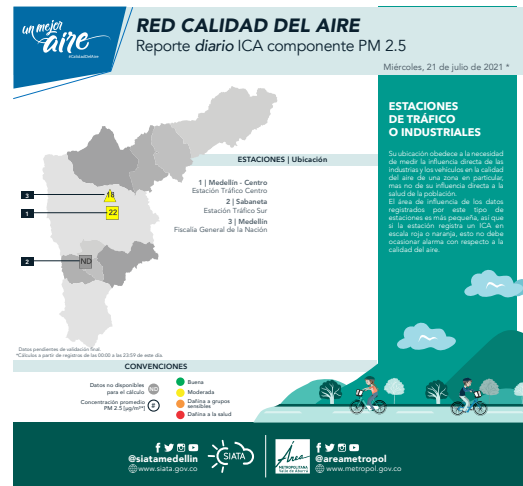 un mejor
aire
#CalidadDelAire
RED CALIDAD DEL AIRE
Reporte diario ICA componente PM 2.5
Miércoles, 21 de julio de 2021 *
ESTACIONES
DE TRÁFICO
O INDUSTRIALES
Su ubicación obedece a la necesidad
de medir la influencia directa de las
industrias y los vehículos en la calidad
del aire de una zona en particular,
mas no de su influencia directa a la
salud de la población.
El área de influencia de los datos
registrados por este tipo de
estaciones es más pequeña, así que
si la estación registra un ICA en
escala roja o naranja, esto no debe
ocasionar alarma con respecto a la
calidad del aire.
ESTACIONES | Ubicación
1 | Medellín - Centro
Estación Tráfico Centro
2 | Sabaneta
Estación Tráfico Sur
3 | Medellín
Fiscalía General de la Nación
3
18
1
22
2
ND
Datos pendientes de validación final.
*Cálculos a partir de registros de las 00:00 a las 23:59 de este día.
CONVENCIONES
Datos no disponibles
para el cálculo
ND
Concentración promedio
PM 2.5 [µg/m³*]
#
Buena
Moderada
Dañina a grupos
sensibles
Dañina a la salud
@siatamedellin
www.siata.gov.co
SIATA
Área
METROPOLITANA
Valle de Aburrá
@areametropol
www.metropol.gov.co